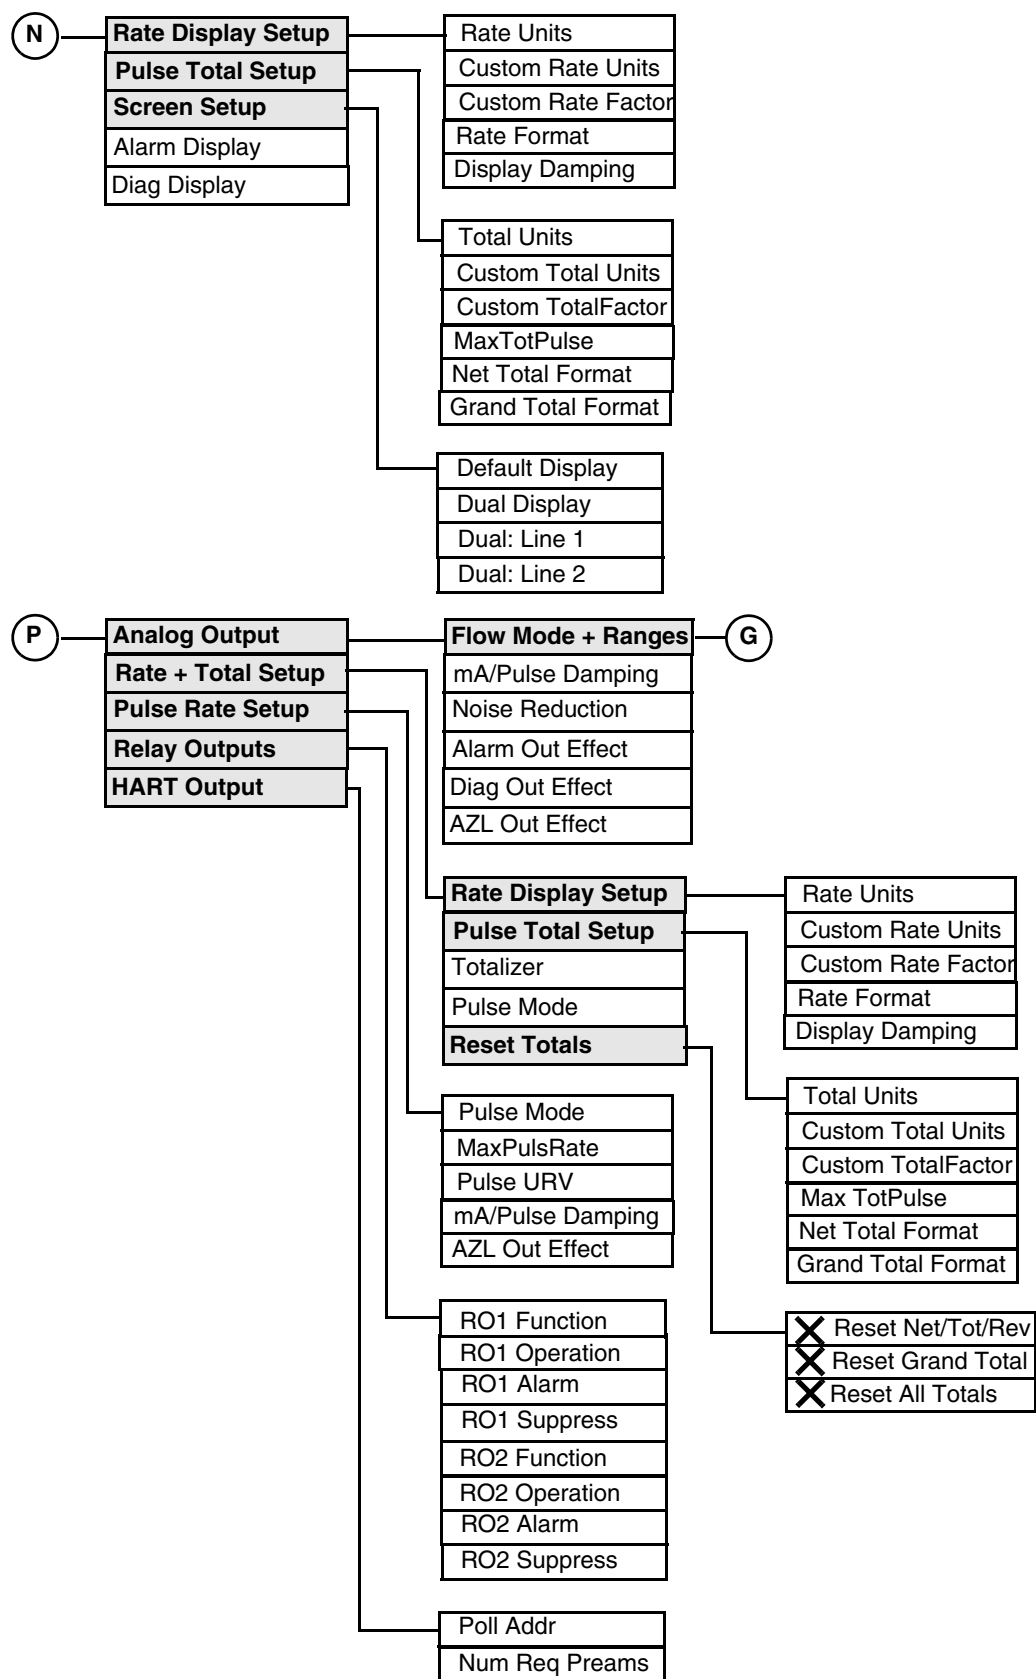 N
Rate Display Setup
Pulse Total Setup
Screen Setup
Alarm Display
Diag Display
Rate Units
Custom Rate Units
Custom Rate Factor
Rate Format
Display Damping
Total Units
Custom Total Units
Custom TotalFactor
MaxTotPulse
Net Total Format
Grand Total Format
Default Display
Dual Display
Dual: Line 1
Dual: Line 2
P
Analog Output
Rate + Total Setup
Pulse Rate Setup
Relay Outputs
HART Output
Flow Mode + Ranges
G
mA/Pulse Damping
Noise Reduction
Alarm Out Effect
Diag Out Effect
AZL Out Effect
Rate Display Setup
Pulse Total Setup
Totalizer
Pulse Mode
Reset Totals
Rate Units
Custom Rate Units
Custom Rate Factor
Rate Format
Display Damping
Total Units
Custom Total Units
Custom TotalFactor
Max TotPulse
Net Total Format
Grand Total Format
Reset Net/Tot/Rev
Reset Grand Total
Reset All Totals
Pulse Mode
MaxPulsRate
Pulse URV
mA/Pulse Damping
AZL Out Effect
RO1 Function
RO1 Operation
RO1 Alarm
RO1 Suppress
RO2 Function
RO2 Operation
RO2 Alarm
RO2 Suppress
Poll Addr
Num Req Preams